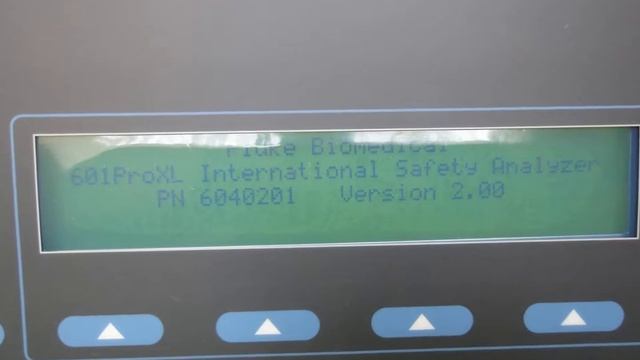 Fluke Biomedical
601ProXL International Safety Analyzer
PN 6040201 Version 2.00